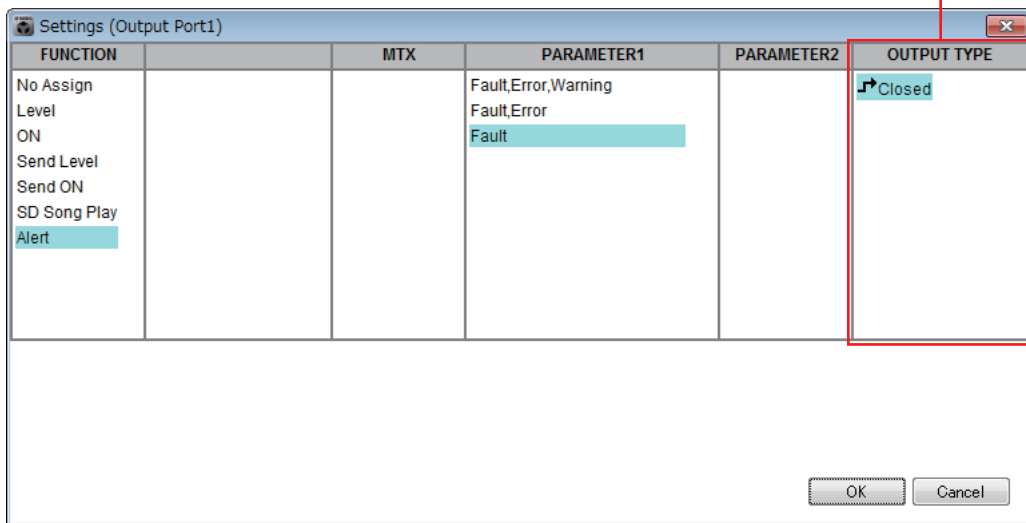 Settings (Output Port1)
FUNCTION
MTX
PARAMETER1
PARAMETER2
OUTPUT TYPE
No Assign
Level
ON
Send Level
Send ON
SD Song Play
Alert
Fault,Error,Warning
Fault,Error
Fault
Closed
OK
Cancel